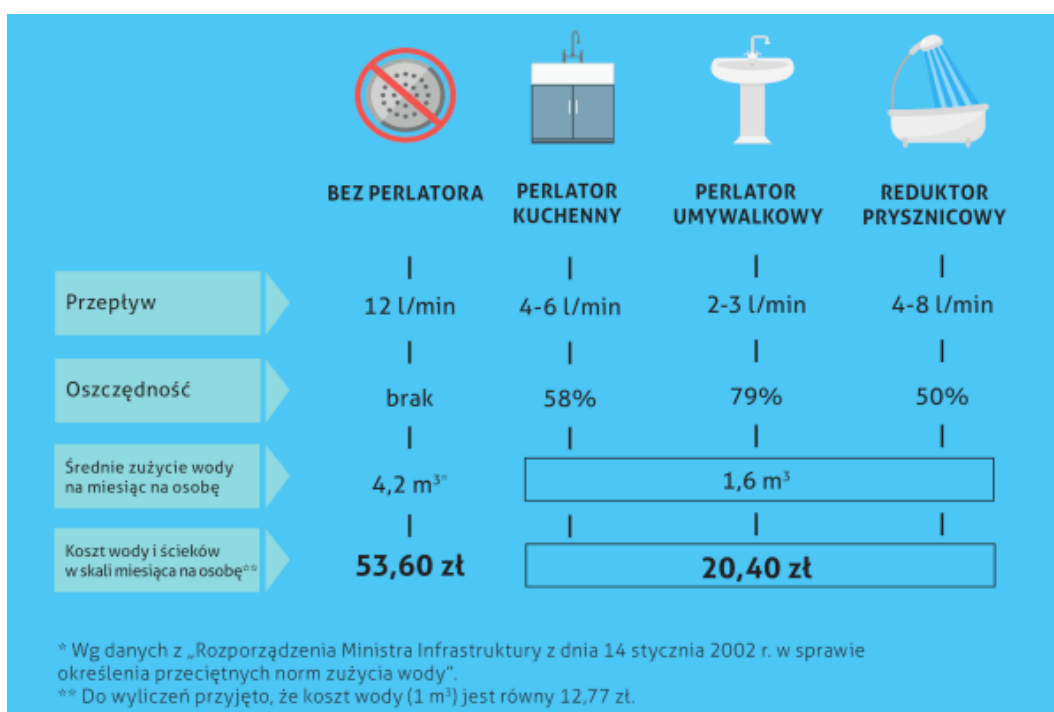 BEZ PERLATORA
PERLATOR
KUCHENNY
PERLATOR
UMYWALKOWY
REDUKTOR
PRYSZNICOWY
Przepływ
12 l/min
4-6 l/min
2-3 l/min
4-8 l/min
Oszczędność
brak
58%
79%
50%
Średnie zużycie wody
na miesiąc na osobę
4,2 m³*
1,6 m³
Koszt wody i ścieków
w skali miesiąca na osobę**
53,60 zł
20,40 zł
* Wg danych z „Rozporządzenia Ministra Infrastruktury z dnia 14 stycznia 2002 r. w sprawie
określenia przeciętnych norm zużycia wody”.
** Do wyliczeń przyjęto, że koszt wody (1 m³) jest równy 12,77 zł.